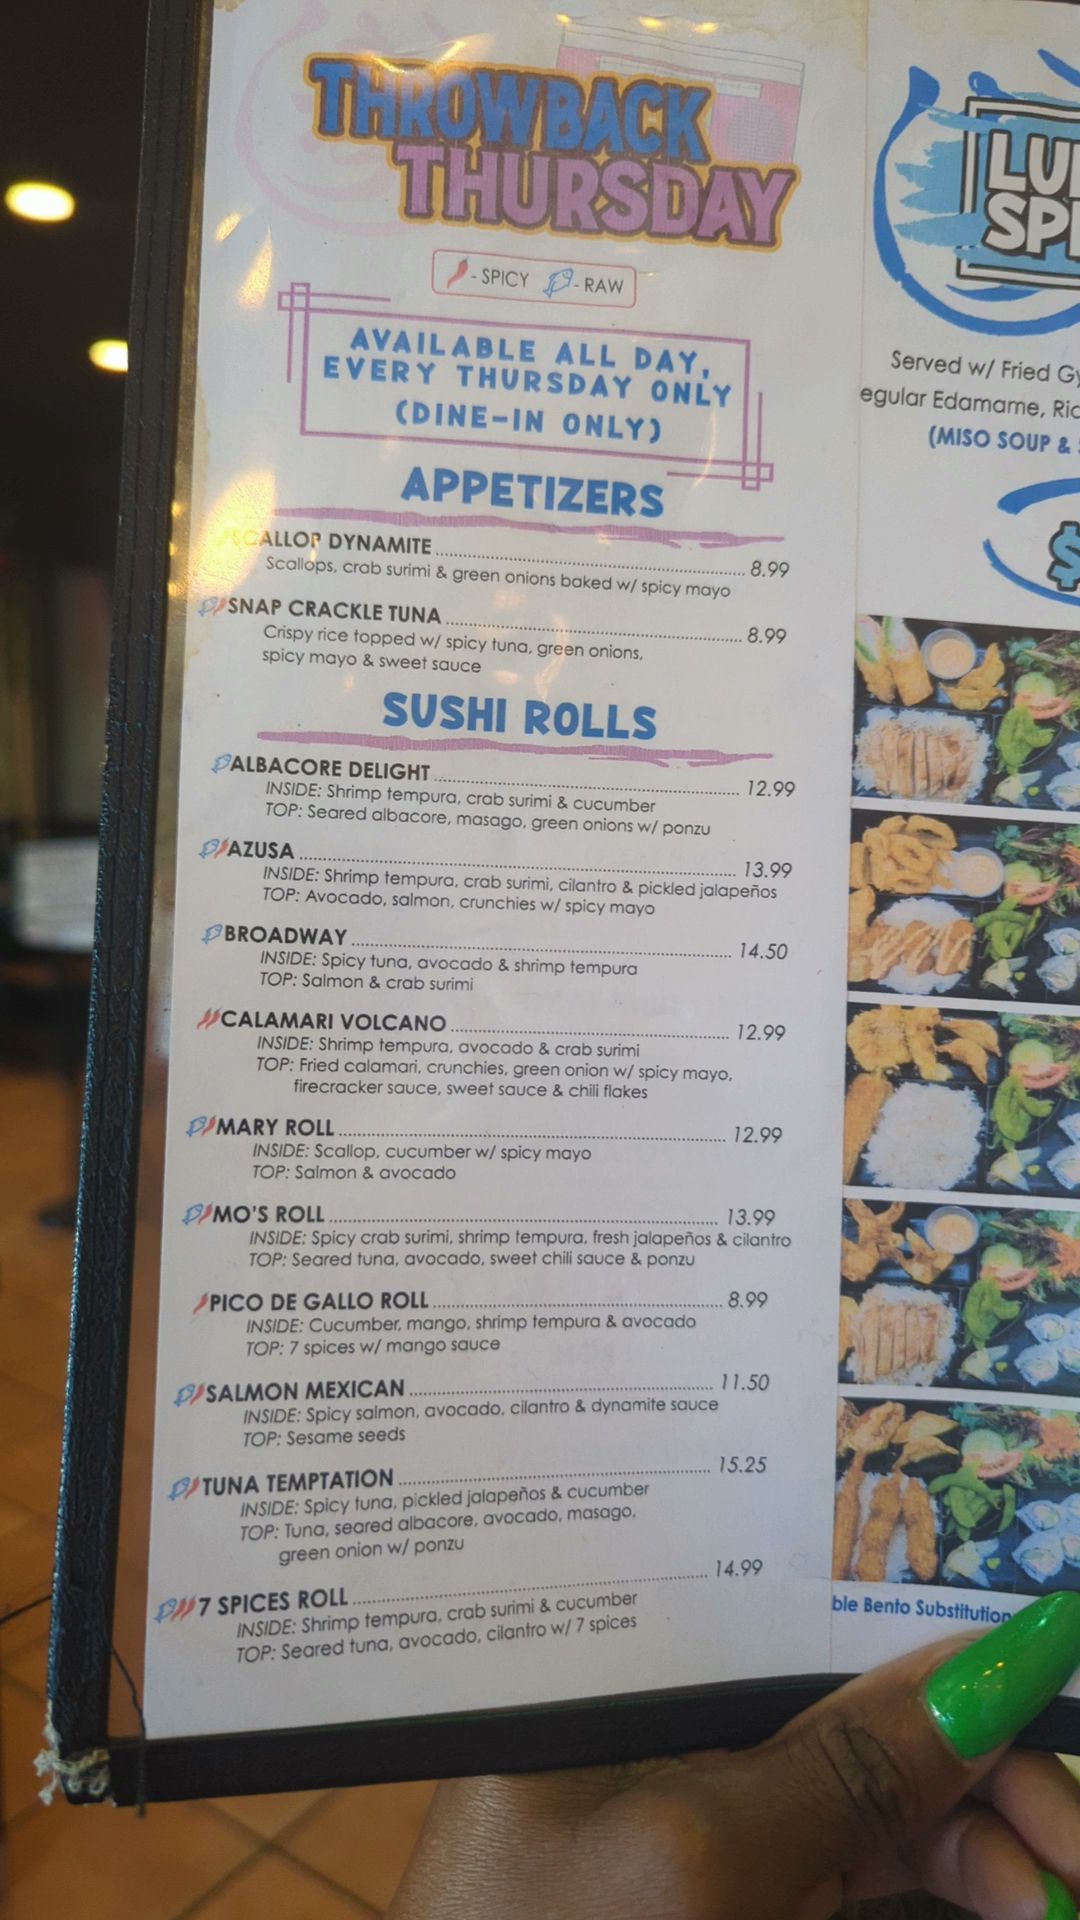 THROWBACK
THURSDAY
- SPICY - RAW
AVAILABLE ALL DAY,
EVERY THURSDAY ONLY
(DINE-IN ONLY)
APPETIZERS
SCALLOP DYNAMITE 8.99
Scallops, crab surimi & green onions baked w/ spicy mayo
SNAP CRACKLE TUNA 8.99
Crispy rice topped w/ spicy tuna, green onions,
spicy mayo & sweet sauce
SUSHI ROLLS
ALBACORE DELIGHT 12.99
INSIDE: Shrimp tempura, crab surimi & cucumber
TOP: Seared albacore, masago, green onions w/ ponzu
AZUSA 13.99
INSIDE: Shrimp tempura, crab surimi, cilantro & pickled jalapeños
TOP: Avocado, salmon, crunchies w/ spicy mayo
BROADWAY 14.50
INSIDE: Spicy tuna, avocado & shrimp tempura
TOP: Salmon & crab surimi
CALAMARI VOLCANO 12.99
INSIDE: Shrimp tempura, avocado & crab surimi
TOP: Fried calamari, crunchies, green onion w/ spicy mayo,
firecracker sauce, sweet sauce & chili flakes
MARY ROLL 12.99
INSIDE: Scallop, cucumber w/ spicy mayo
TOP: Salmon & avocado
MO'S ROLL 13.99
INSIDE: Spicy crab surimi, shrimp tempura, fresh jalapeños & cilantro
TOP: Seared tuna, avocado, sweet chili sauce & ponzu
PICO DE GALLO ROLL 8.99
INSIDE: Cucumber, mango, shrimp tempura & avocado
TOP: 7 spices w/ mango sauce
SALMON MEXICAN 11.50
INSIDE: Spicy salmon, avocado, cilantro & dynamite sauce
TOP: Sesame seeds
TUNA TEMPTATION 15.25
INSIDE: Spicy tuna, pickled jalapeños & cucumber
TOP: Tuna, seared albacore, avocado, masago,
green onion w/ ponzu
7 SPICES ROLL 14.99
INSIDE: Shrimp tempura, crab surimi & cucumber
TOP: Seared tuna, avocado, cilantro w/ 7 spices
LU
SP
Served w/ Fried Gy
egular Edamame, Ric
(MISO SOUP &
$
ble Bento Substitution